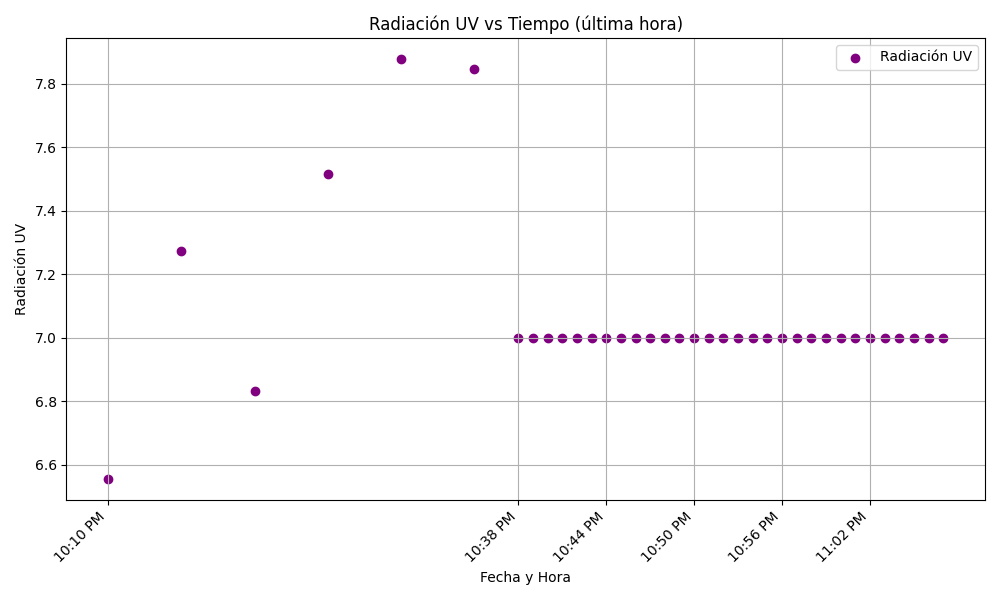 Radiación UV vs Tiempo (última hora)
Radiación UV
7.8
7.6
7.4
7.2
7.0
6.8
6.6
Radiación UV
10:10 PM
10:38 PM
10:44 PM
10:50 PM
10:56 PM
11:02 PM
Fecha y Hora